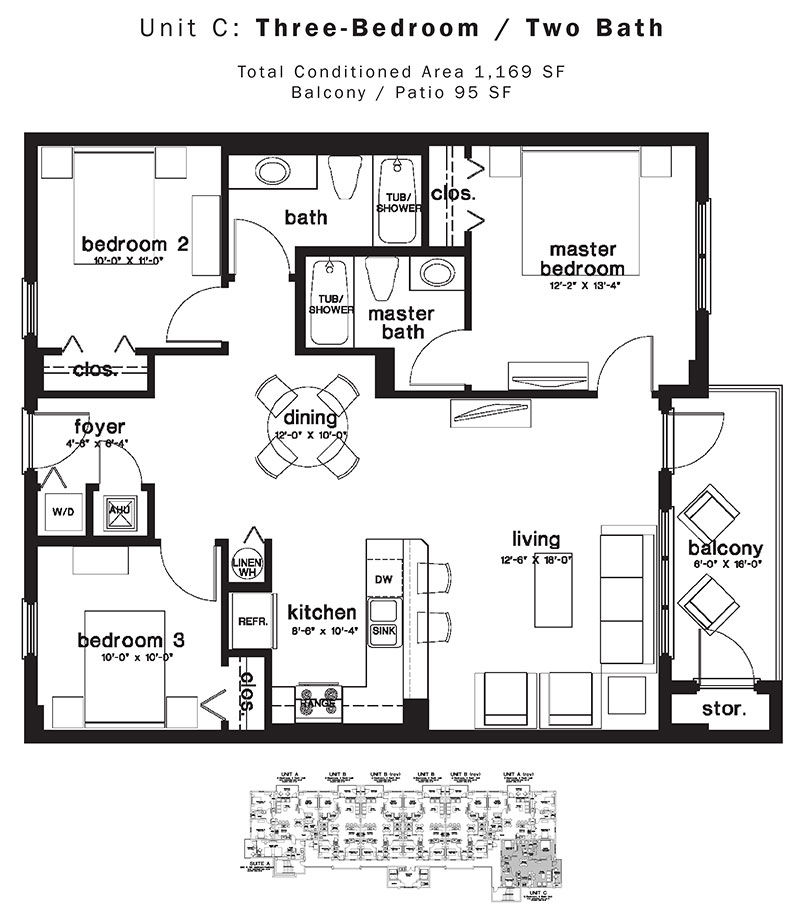 Unit C: Three-Bedroom / Two Bath
Total Conditioned Area 1,169 SF
Balcony / Patio 95 SF
bedroom 2
10'-0" X 11'-0"
bath
TUB/
SHOWER
clos.
master
bedroom
12'-2" X 13'-4"
TUB/
SHOWER
master
bath
clos.
foyer
dining
12'-0" X 10'-0"
W/D
AHU
living
12'-6" X 18'-0"
balcony
6'-0" X 16'-0"
LINEN
WH
DW
REFR.
kitchen
8'-6" x 10'-4"
SINK
bedroom 3
10'-0" x 10'-0"
clos.
RANGE
stor.
UNIT A
UNIT B
UNIT B (rev)
UNIT B
UNIT B (rev)
UNIT A (rev)
SUITE A
UNIT C